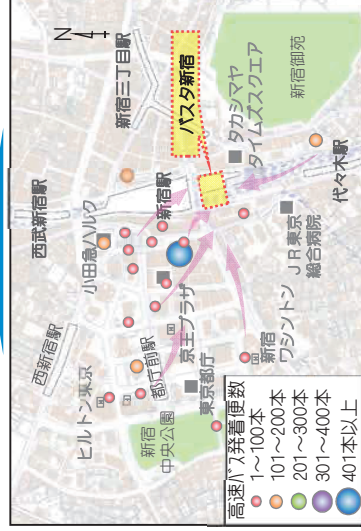 西武新宿駅
N
新宿三丁目駅
西新宿駅
小田急ハルク
新宿駅
バスタ新宿
ヒルトン東京
都庁前駅
京王プラザ
タカシマヤ
タイムズスクエア
新宿御苑
新宿
中央公園
東京都庁
新宿
ワシントン
JR東京
総合病院
代々木駅
高速バス発着便数
1~100本
101~200本
201~300本
301~400本
401本以上